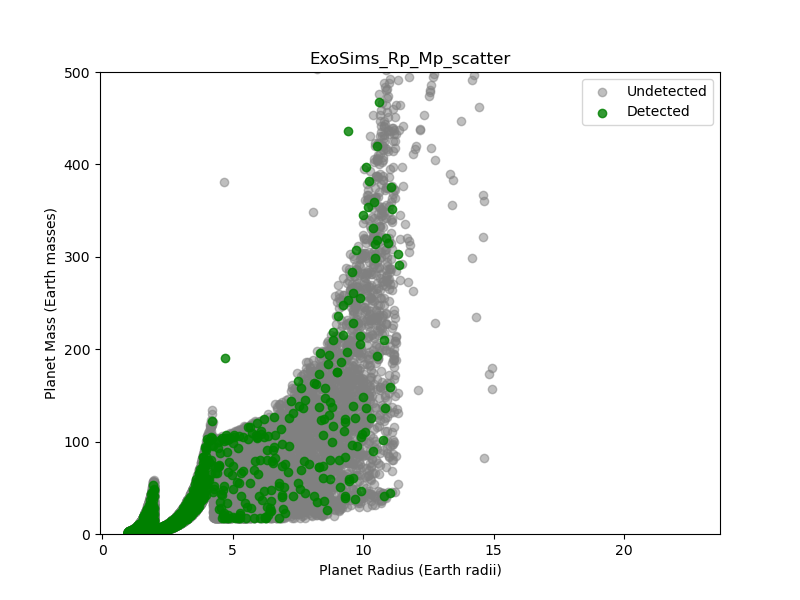 ExoSims_Rp_Mp_scatter
Undetected
Detected
500
400
300
200
100
0
Planet Mass (Earth masses)
0 5 10 15 20
Planet Radius (Earth radii)